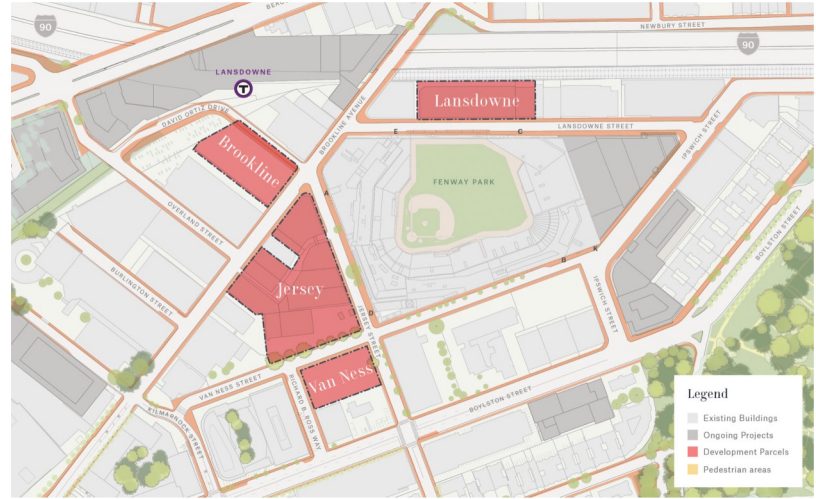 BEAC
90
NEWBURY STREET
90
LANSDOWNE
T
DAVID ORTIZ DRIVE
BROOKLINE AVENUE
Lansdowne
LANSDOWNE STREET
IPSWICH STREET
Brookline
E
C
FENWAY PARK
A
OVERLAND STREET
BOYLSTON STREET
BURLINGTON STREET
Jersey
B
K
IPSWICH STREET
D
JERSEY STREET
Van Ness
VAN NESS STREET
RICHARD B. ROSS WAY
BOYLSTON STREET
KILMARNOCK STREET
Legend
Existing Buildings
Ongoing Projects
Development Parcels
Pedestrian areas